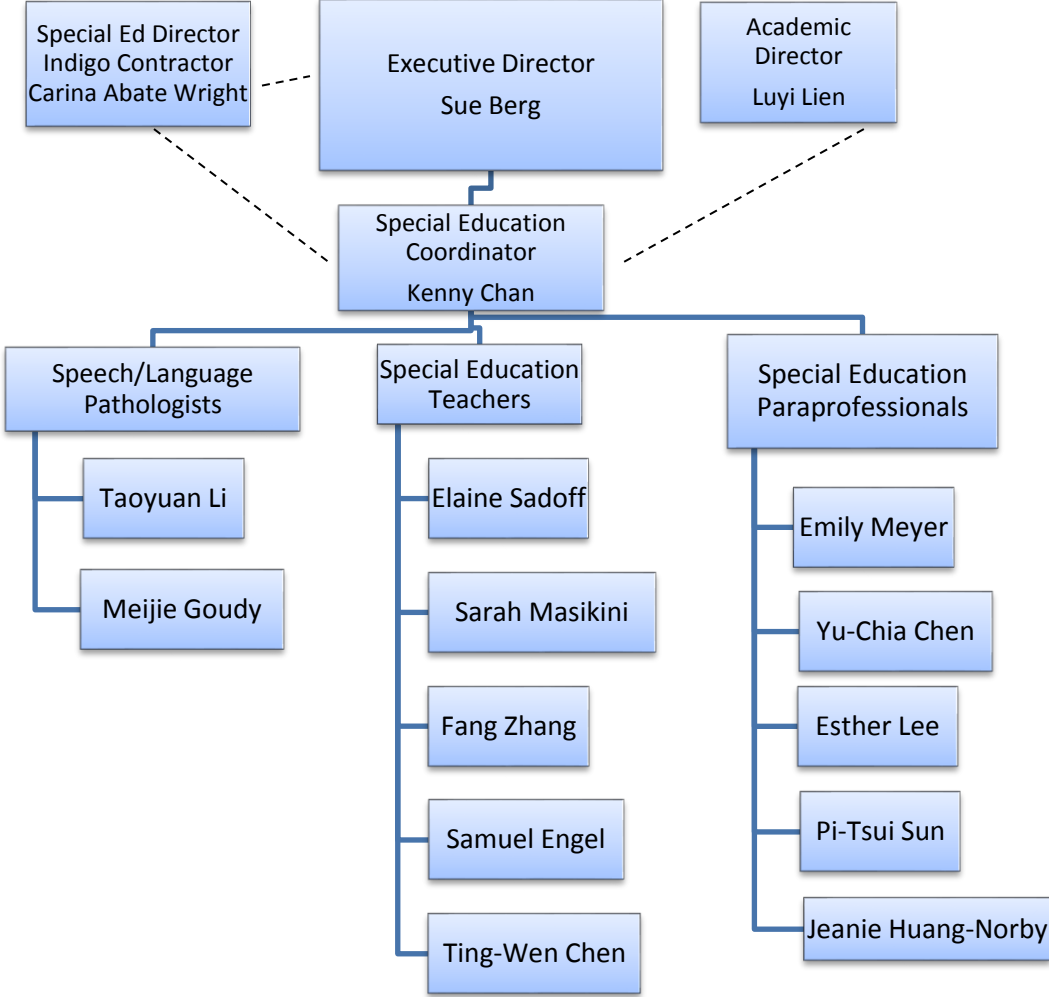 Special Ed Director
Indigo Contractor
Carina Abate Wright
Executive Director
Sue Berg
Academic
Director
Luyi Lien
Special Education
Coordinator
Kenny Chan
Speech/Language
Pathologists
Taoyuan Li
Meijie Goudy
Special Education
Teachers
Elaine Sadoff
Sarah Masikini
Fang Zhang
Samuel Engel
Ting-Wen Chen
Special Education
Paraprofessionals
Emily Meyer
Yu-Chia Chen
Esther Lee
Pi-Tsui Sun
Jeanie Huang-Norby